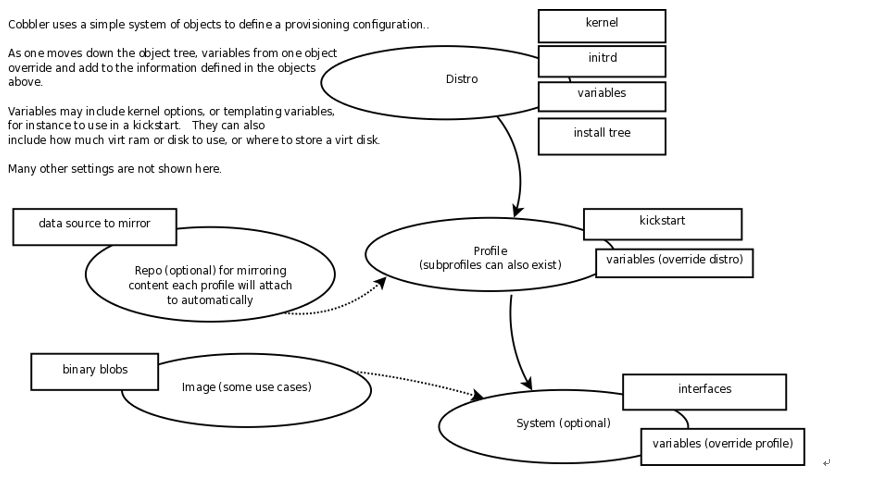 Cobbler uses a simple system of objects to define a provisioning configuration..
As one moves down the object tree, variables from one object
override and add to the information defined in the objects
above.
Variables may include kernel options, or templating variables,
for instance to use in a kickstart. They can also
include how much virt ram or disk to use, or where to store a virt disk.
Many other settings are not shown here.
kernel
initrd
Distro
variables
install tree
data source to mirror
kickstart
Profile
(subprofiles can also exist)
variables (override distro)
Repo (optional) for mirroring
content each profile will attach
to automatically
binary blobs
Image (some use cases)
interfaces
System (optional)
variables (override profile)